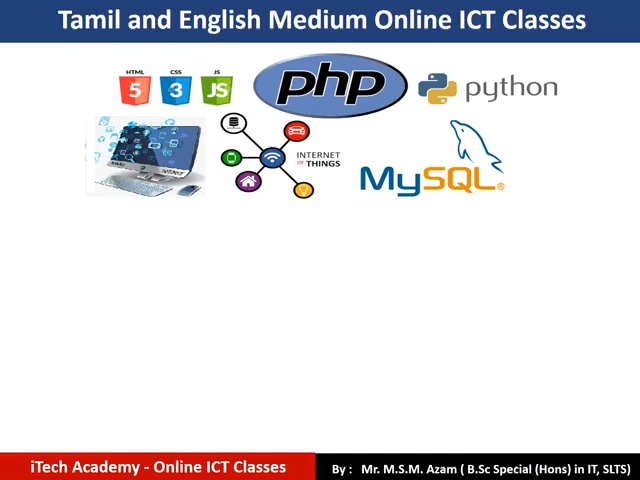 Tamil and English Medium Online ICT Classes
HTML CSS JS
5 3 JS
php
python
INTERNET
OF THINGS
MySQL®
iTech Academy - Online ICT Classes
By : Mr. M.S.M. Azam ( B.Sc Special (Hons) in IT, SLTS)